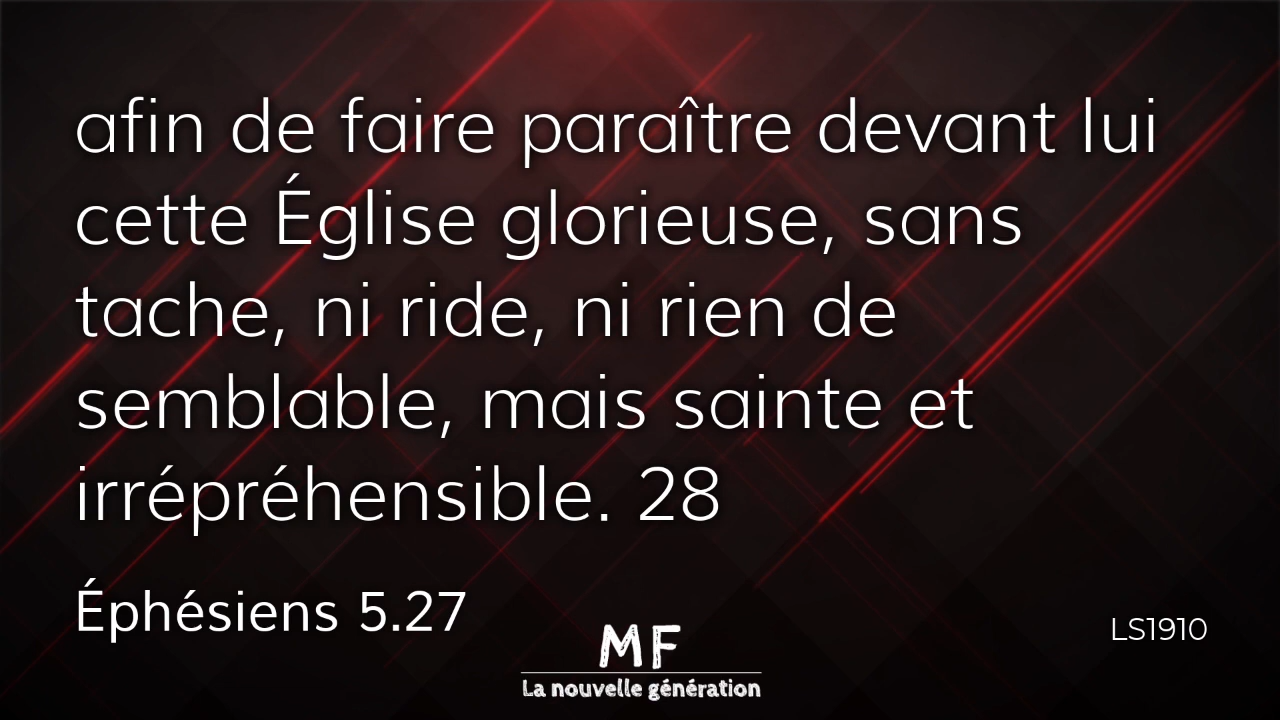 afin de faire paraître devant lui
cette Église glorieuse, sans
tache, ni ride, ni rien de
semblable, mais sainte et
irrépréhensible. 28
Éphésiens 5.27
MF
La nouvelle génération
LS1910